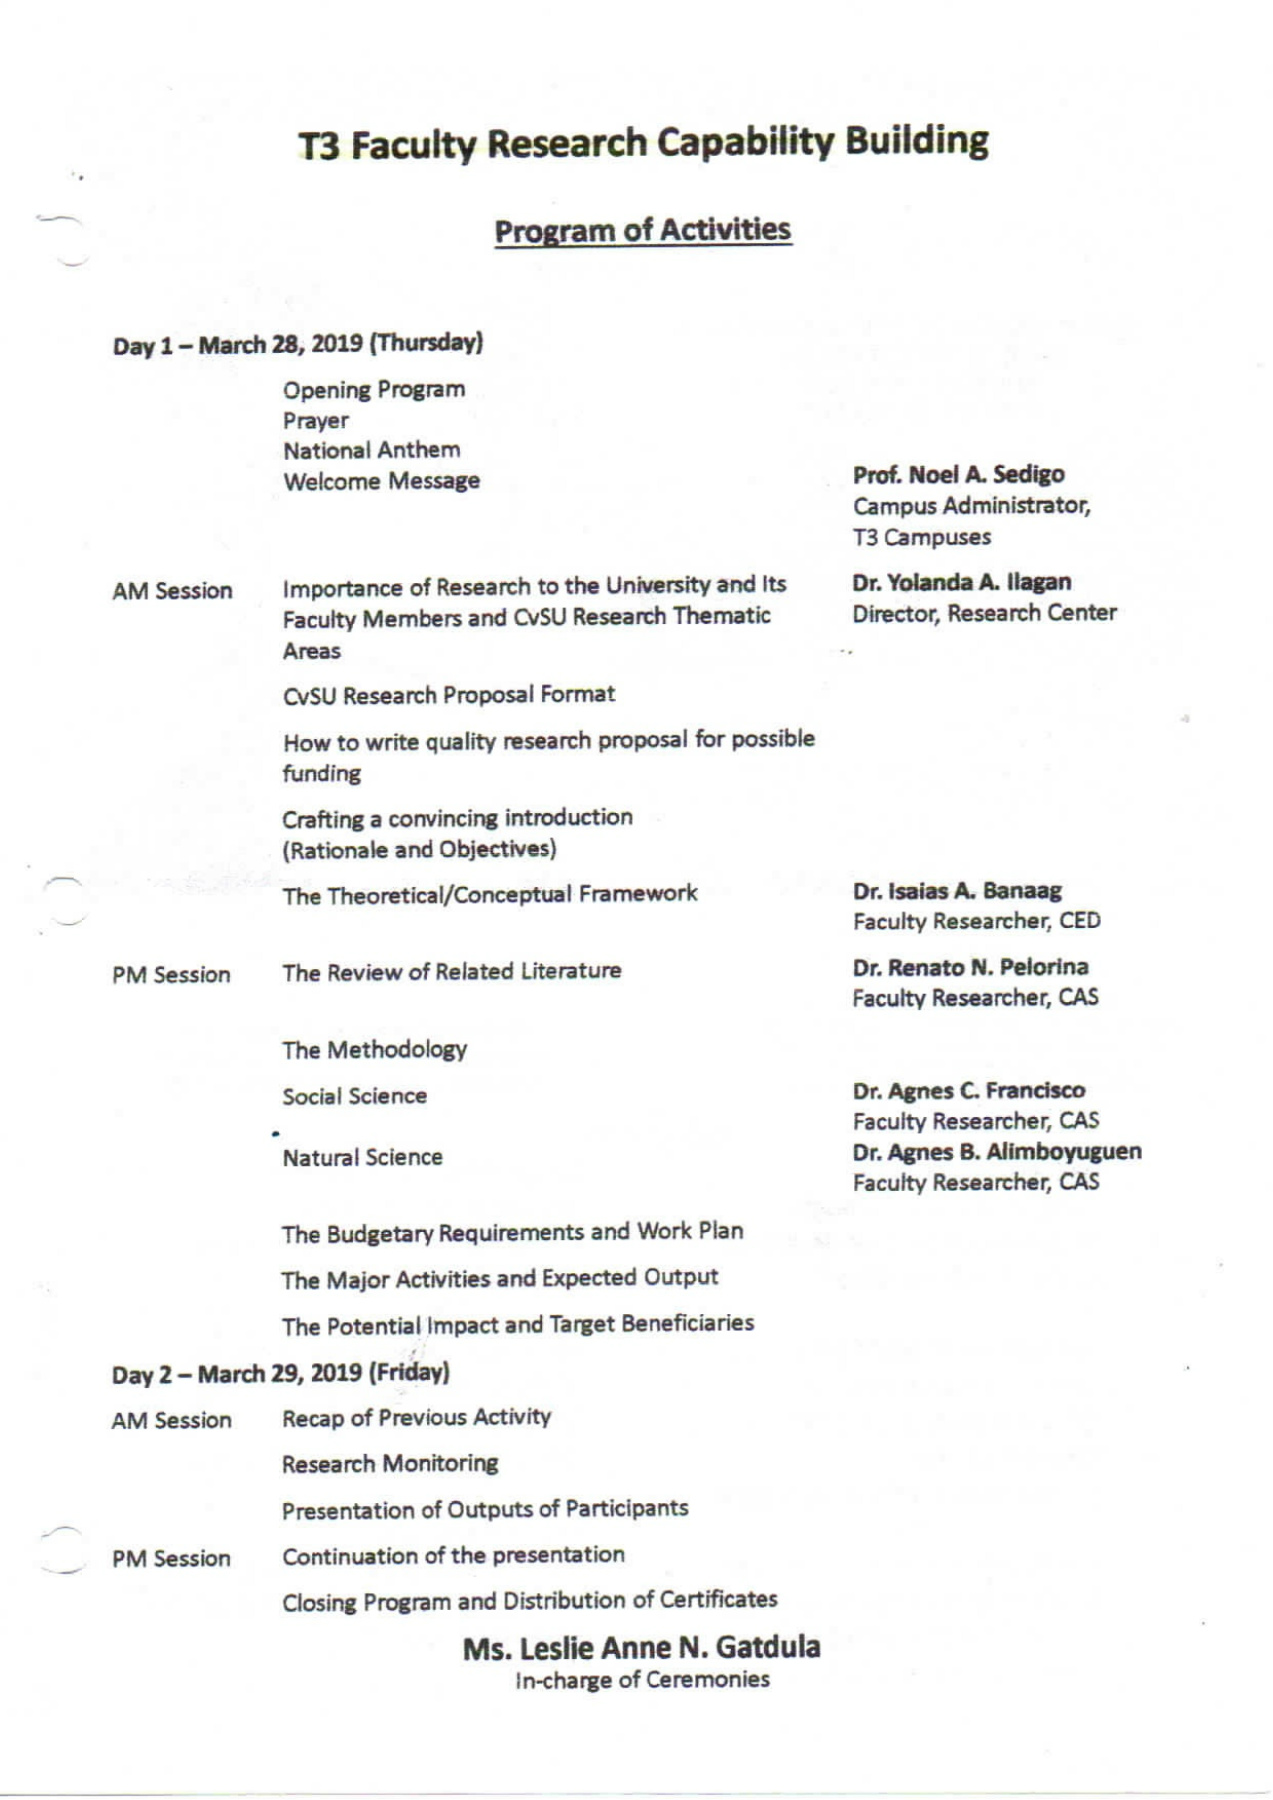 T3 Faculty Research Capability Building
Program of Activities
Day 1 – March 28, 2019 (Thursday)
Opening Program
Prayer
National Anthem
Welcome Message
Prof. Noel A. Sedigo
Campus Administrator,
T3 Campuses
AM Session
Importance of Research to the University and Its
Faculty Members and CvSU Research Thematic
Areas
Dr. Yolanda A. Ilagan
Director, Research Center
CvSU Research Proposal Format
How to write quality research proposal for possible
funding
Crafting a convincing introduction
(Rationale and Objectives)
The Theoretical/Conceptual Framework
Dr. Isaias A. Banaag
Faculty Researcher, CED
PM Session
The Review of Related Literature
Dr. Renato N. Pelorina
Faculty Researcher, CAS
The Methodology
Social Science
Dr. Agnes C. Francisco
Faculty Researcher, CAS
Natural Science
Dr. Agnes B. Alimboyuguen
Faculty Researcher, CAS
The Budgetary Requirements and Work Plan
The Major Activities and Expected Output
The Potential Impact and Target Beneficiaries
Day 2 – March 29, 2019 (Friday)
AM Session
Recap of Previous Activity
Research Monitoring
Presentation of Outputs of Participants
PM Session
Continuation of the presentation
Closing Program and Distribution of Certificates
Ms. Leslie Anne N. Gatdula
In-charge of Ceremonies